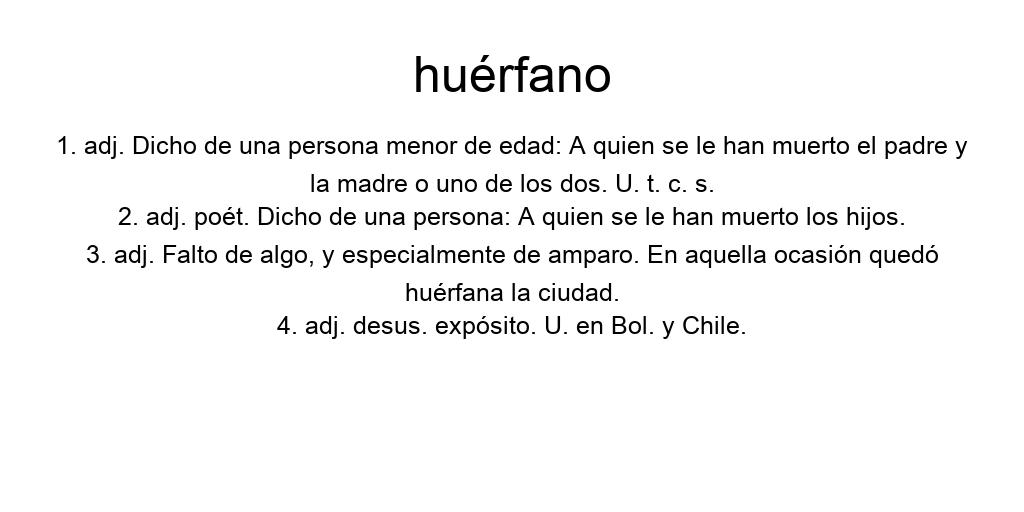 huérfano
1. adj. Dicho de una persona menor de edad: A quien se le han muerto el padre y
la madre o uno de los dos. U. t. c. s.
2. adj. poét. Dicho de una persona: A quien se le han muerto los hijos.
3. adj. Falto de algo, y especialmente de amparo. En aquella ocasión quedó
huérfana la ciudad.
4. adj. desus. expósito. U. en Bol. y Chile.